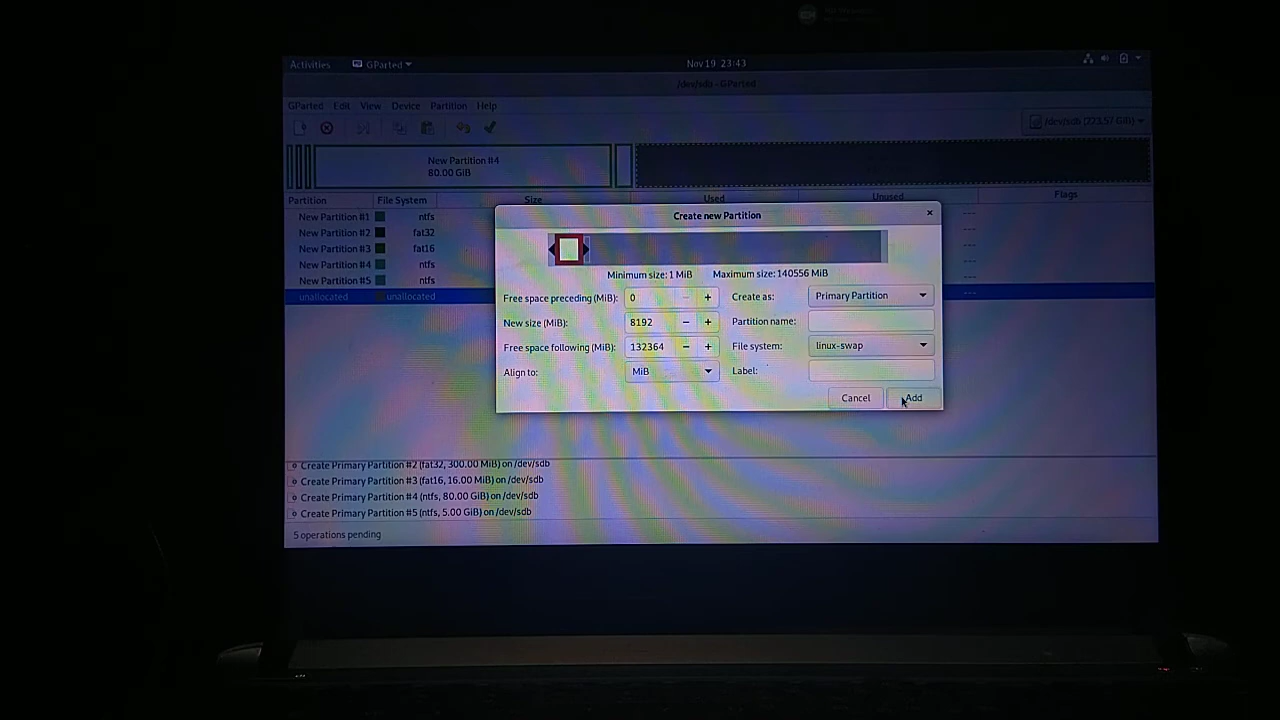 Activities GParted Nov 19 23:43
/dev/sdb - GParted
GParted Edit View Device Partition Help
/dev/sdb (223.57 GiB)
New Partition #4
80.00 GiB
Partition File System Size Used Unused Flags
New Partition #1 ntfs ---
New Partition #2 fat32 ---
New Partition #3 fat16 ---
New Partition #4 ntfs ---
New Partition #5 ntfs ---
unallocated unallocated ---
Create new Partition ×
Minimum size: 1 MiB Maximum size: 140556 MiB
Free space preceding (MiB): 0 − + Create as: Primary Partition
New size (MiB): 8192 − + Partition name:
Free space following (MiB): 132364 − + File system: linux-swap
Align to: MiB Label:
Cancel Add
Create Primary Partition #2 (fat32, 300.00 MiB) on /dev/sdb
Create Primary Partition #3 (fat16, 16.00 MiB) on /dev/sdb
Create Primary Partition #4 (ntfs, 80.00 GiB) on /dev/sdb
Create Primary Partition #5 (ntfs, 5.00 GiB) on /dev/sdb
5 operations pending